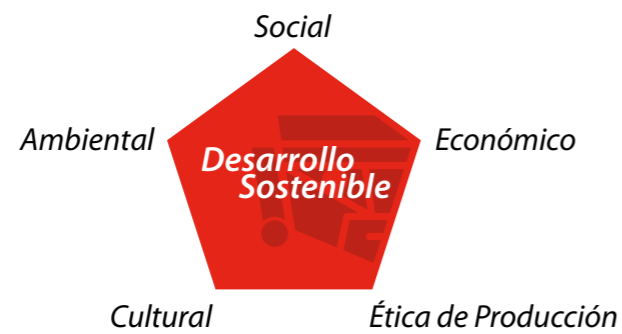 Social
Ambiental
Económico
Desarrollo
Sostenible
Cultural
Ética de Producción